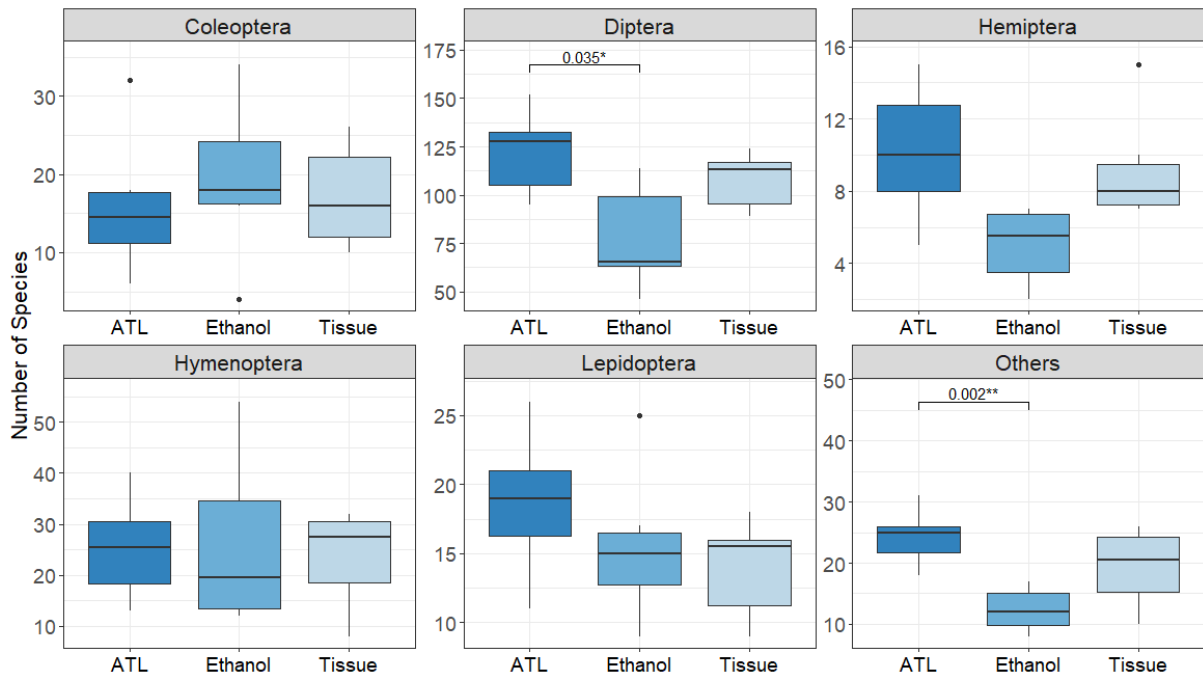 Number of Species
Coleoptera
30
20
10
ATL Ethanol Tissue
Diptera
175
150
125
100
75
50
0.035*
ATL Ethanol Tissue
Hemiptera
16
12
8
4
ATL Ethanol Tissue
Hymenoptera
50
40
30
20
10
ATL Ethanol Tissue
Lepidoptera
25
20
15
10
ATL Ethanol Tissue
Others
50
40
30
20
10
0.002**
ATL Ethanol Tissue